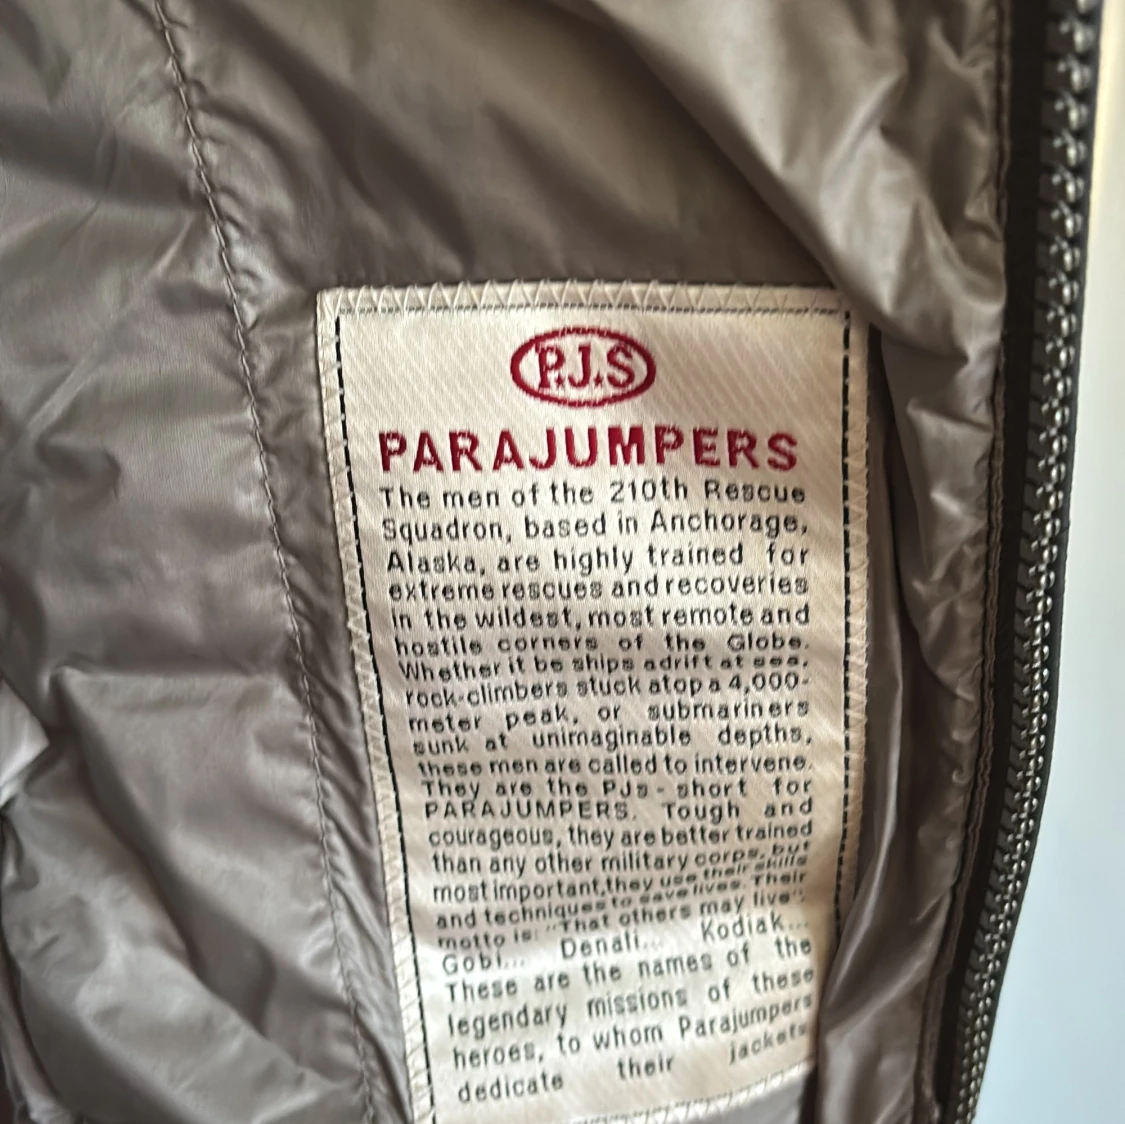 P.J.S
PARAJUMPERS
The men of the 210th Rescue
Squadron, based in Anchorage,
Alaska, are highly trained for
extreme rescues and recoveries
in the wildest, most remote and
hostile corners of the Globe.
Whether it be ships adrift at sea,
rock-climbers stuck atop a 4,000-
meter peak, or submariners
sunk at unimaginable depths,
these men are called to intervene.
They are the PJs - short for
PARAJUMPERS. Tough and
courageous, they are better trained
than any other military corps, but
most important, they use their skills
and techniques to save lives. Their
motto is: "That others may live".
Gobi... Denali... Kodiak...
These are the names of the
legendary missions of these
heroes, to whom Parajumpers
dedicate their jackets